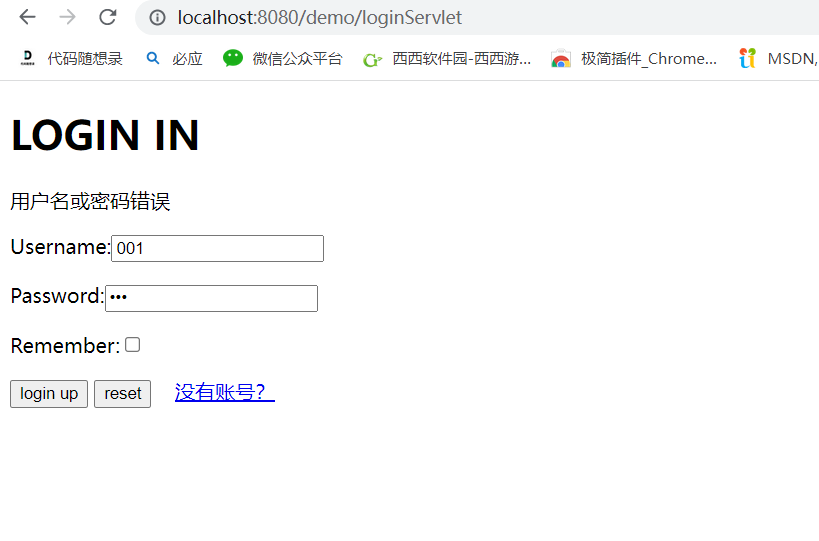 localhost:8080/demo/loginServlet
代码随想录 必应 微信公众平台 西西软件园-西西游... 极简插件_Chrome... MSDN,
LOGIN IN
用户名或密码错误
Username:001
Password:•••
Remember:
login up reset 没有账号？